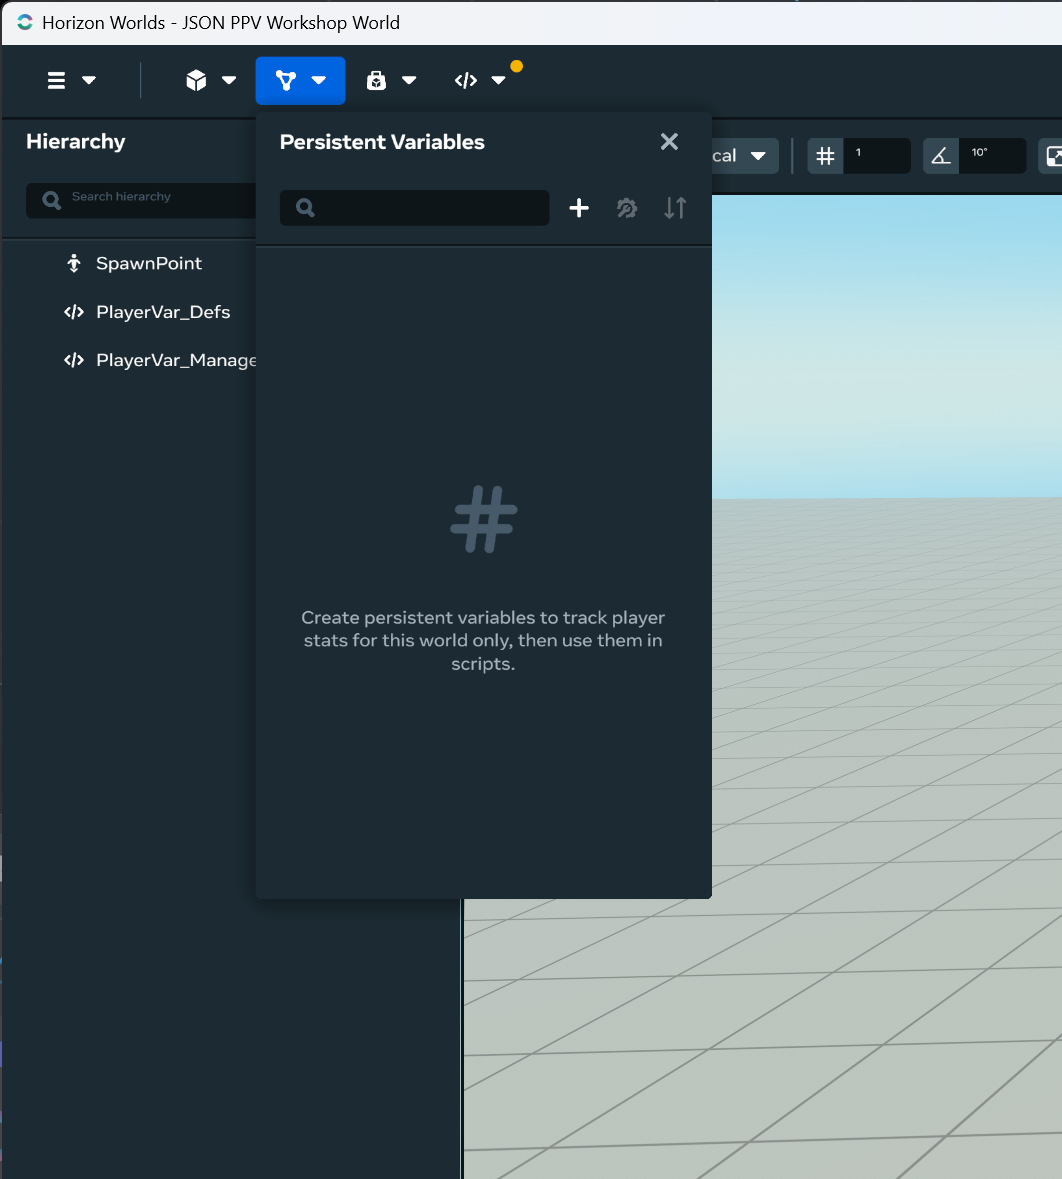 Horizon Worlds - JSON PPV Workshop World
Hierarchy
Persistent Variables
cal
1
10°
Search hierarchy
SpawnPoint
PlayerVar_Defs
PlayerVar_Manage
Create persistent variables to track player
stats for this world only, then use them in
scripts.